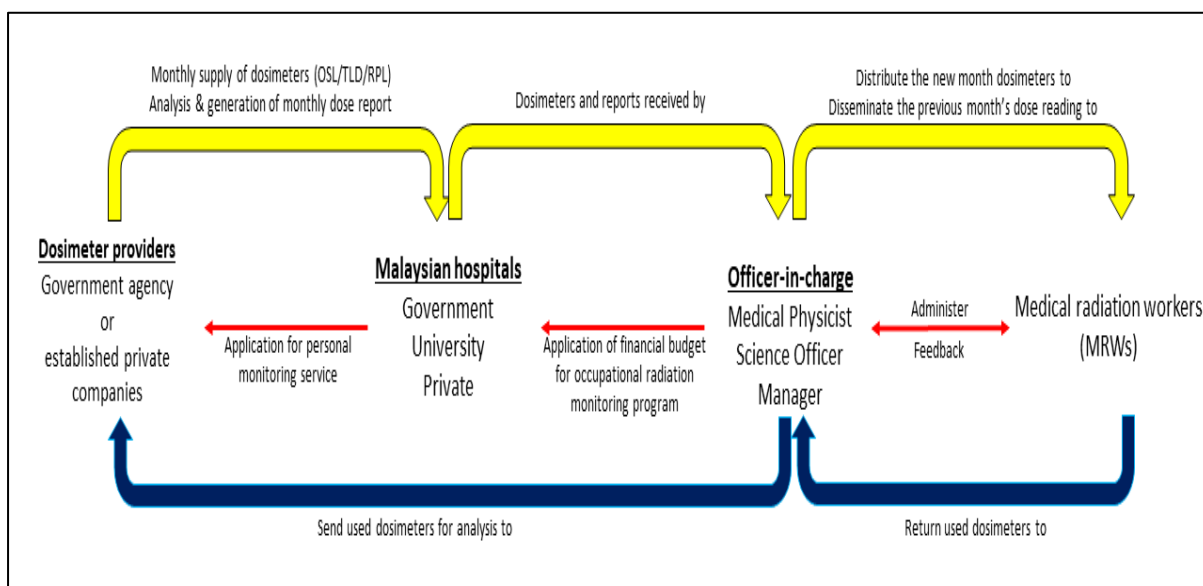 Monthly supply of dosimeters (OSL/TLD/RPL)
Analysis & generation of monthly dose report
Dosimeters and reports received by
Distribute the new month dosimeters to
Disseminate the previous month's dose reading to
Dosimeter providers
Government agency
or
established private
companies
Application for personal
monitoring service
Malaysian hospitals
Government
University
Private
Application of financial budget
for occupational radiation
monitoring program
Officer-in-charge
Medical Physicist
Science Officer
Manager
Administer
Feedback
Medical radiation workers
(MRWs)
Send used dosimeters for analysis to
Return used dosimeters to